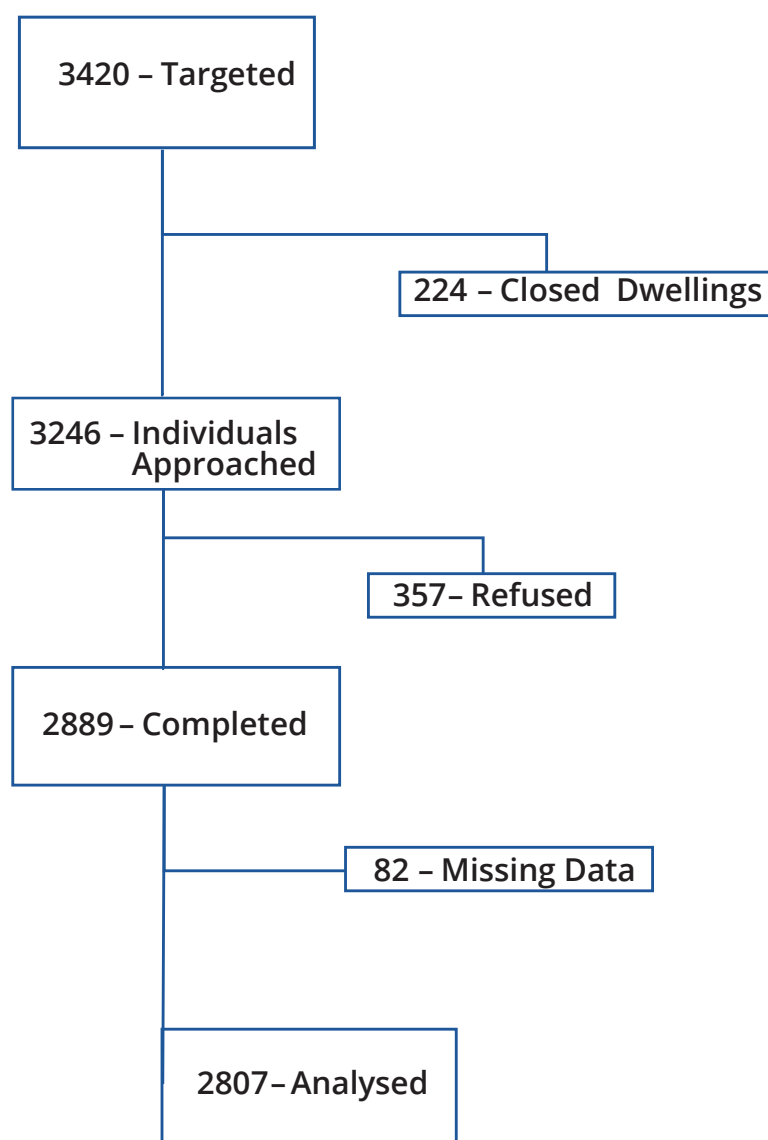 3420 – Targeted
224 – Closed Dwellings
3246 – Individuals
Approached
357– Refused
2889 – Completed
82 – Missing Data
2807– Analysed